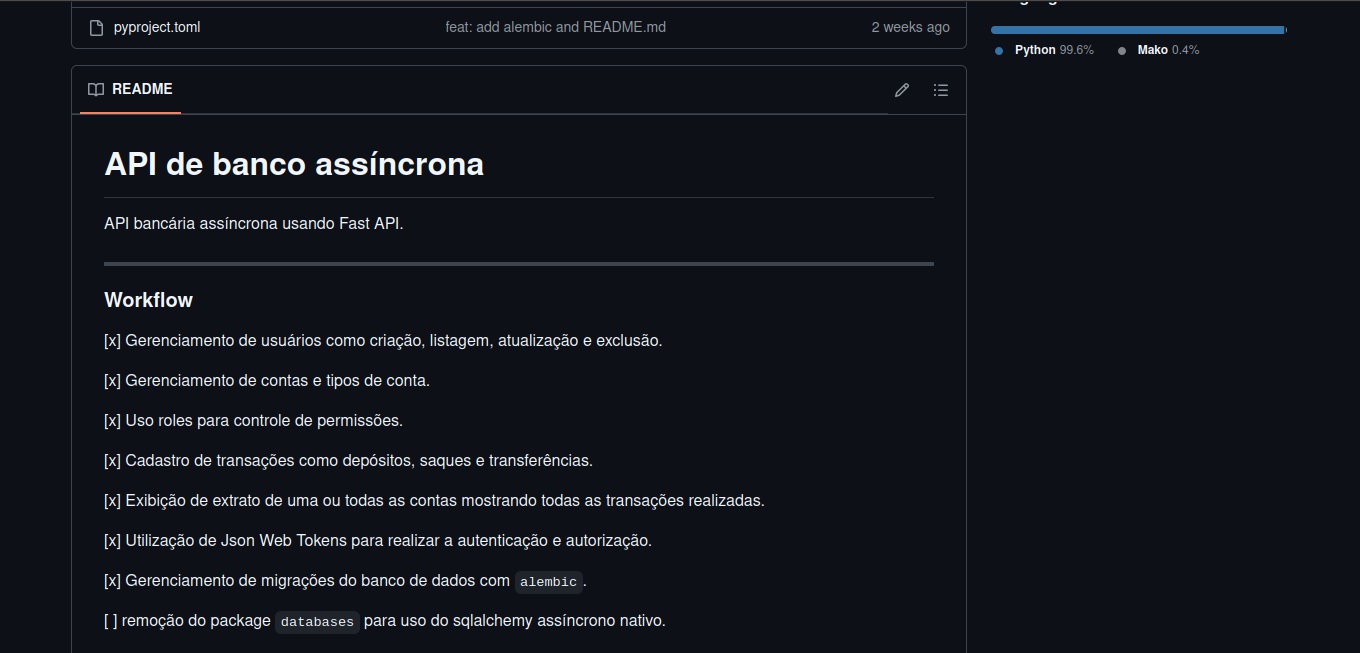 pyproject.toml feat: add alembic and README.md 2 weeks ago
Python 99.6% Mako 0.4%
README
API de banco assíncrona
API bancária assíncrona usando Fast API.
Workflow
[x] Gerenciamento de usuários como criação, listagem, atualização e exclusão.
[x] Gerenciamento de contas e tipos de conta.
[x] Uso roles para controle de permissões.
[x] Cadastro de transações como depósitos, saques e transferências.
[x] Exibição de extrato de uma ou todas as contas mostrando todas as transações realizadas.
[x] Utilização de Json Web Tokens para realizar a autenticação e autorização.
[x] Gerenciamento de migrações do banco de dados com alembic.
[ ] remoção do package databases para uso do sqlalchemy assíncrono nativo.